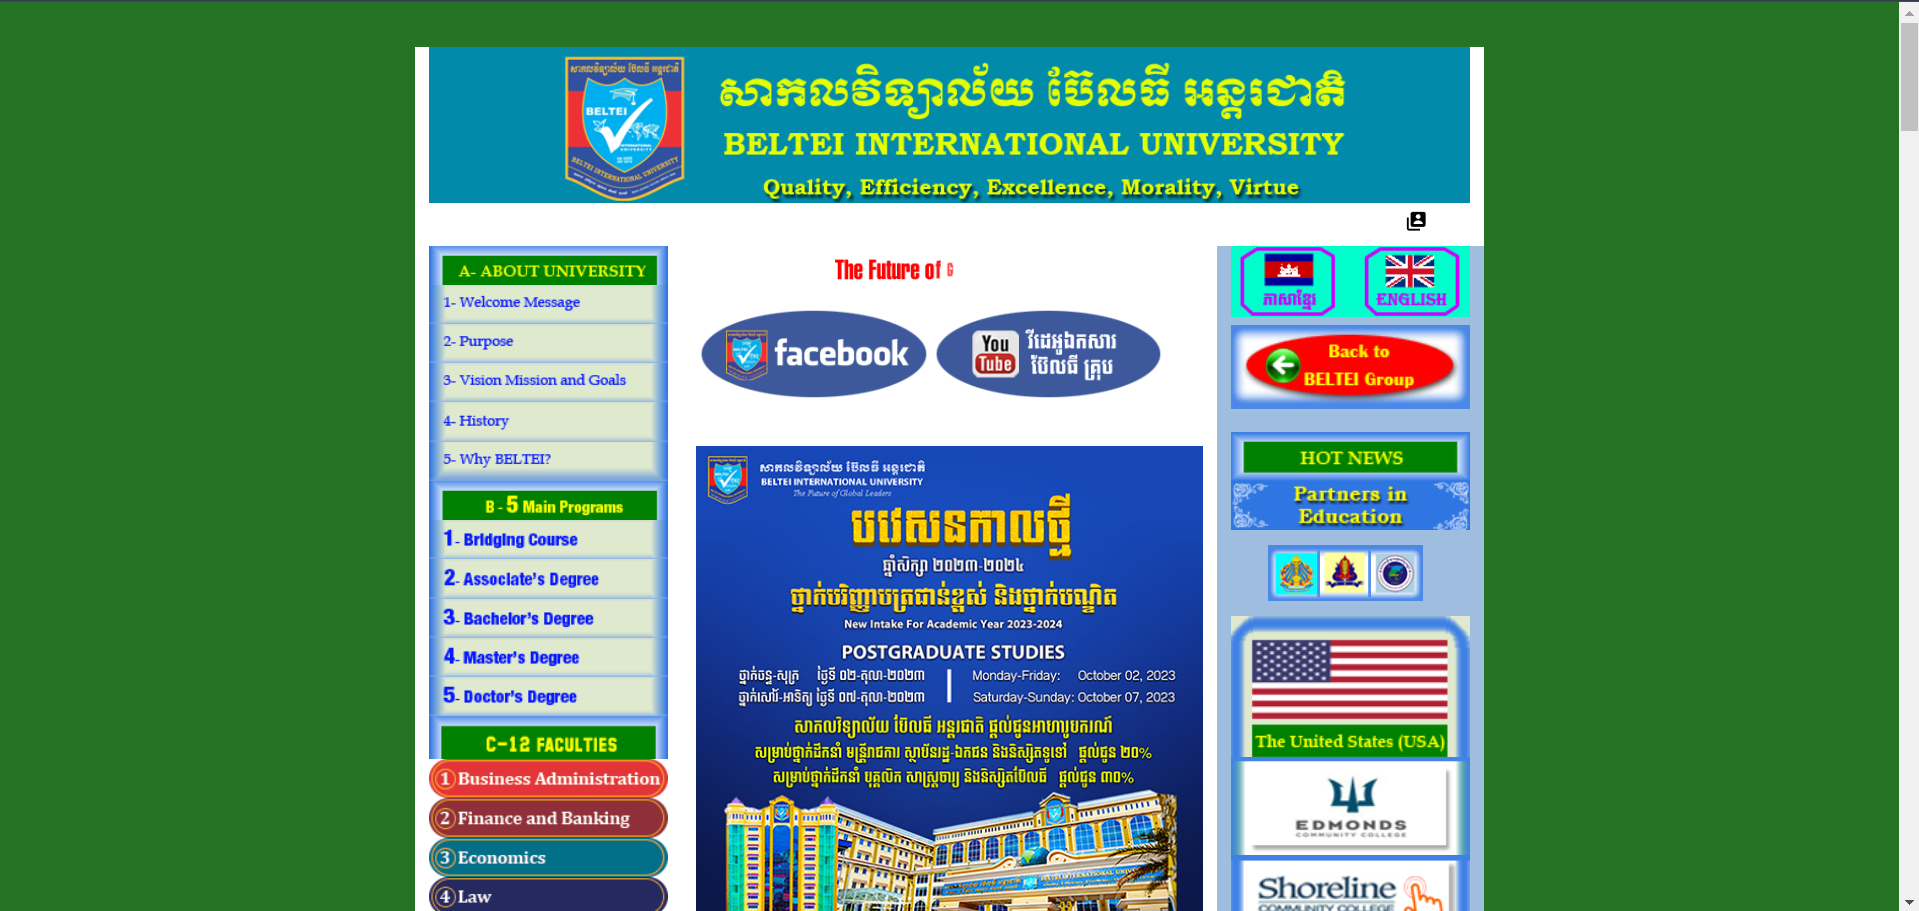 សាកលវិទ្យាល័យ ប៊ែលធី អន្តរជាតិ
BELTEI INTERNATIONAL UNIVERSITY
Quality, Efficiency, Excellence, Morality, Virtue
BELTEI
A- ABOUT UNIVERSITY
1- Welcome Message
2- Purpose
3- Vision Mission and Goals
4- History
5- Why BELTEI?
B - 5 Main Programs
1- Bridging Course
2- Associate's Degree
3- Bachelor's Degree
4- Master's Degree
5- Doctor's Degree
C-12 FACULTIES
1 Business Administration
2 Finance and Banking
3 Economics
4 Law
The Future of G
facebook
You Tube
វីដេអូឯកសារ
ប៊ែលធី គ្រុប
សាកលវិទ្យាល័យ ប៊ែលធី អន្តរជាតិ
BELTEI INTERNATIONAL UNIVERSITY
The Future of Global Leaders
បវេសនកាលថ្មី
ឆ្នាំសិក្សា ២០២៣-២០២៤
ថ្នាក់បរិញ្ញាបត្រជាន់ខ្ពស់ និងថ្នាក់បណ្ឌិត
New Intake For Academic Year 2023-2024
POSTGRADUATE STUDIES
ថ្នាក់ចន្ទ-សុក្រ ថ្ងៃទី ០២-តុលា-២០២៣
ថ្នាក់សៅរ៍-អាទិត្យ ថ្ងៃទី ០៧-តុលា-២០២៣
Monday-Friday: October 02, 2023
Saturday-Sunday: October 07, 2023
សាកលវិទ្យាល័យ ប៊ែលធី អន្តរជាតិ ផ្តល់ជូនអាហារូបករណ៍
សម្រាប់ថ្នាក់ដឹកនាំ មន្ត្រីរាជការ ស្ថាប័នរដ្ឋ-ឯកជន និងនិស្សិតទូទៅ ផ្តល់ជូន ២០%
សម្រាប់ថ្នាក់ដឹកនាំ បុគ្គលិក សាស្ត្រាចារ្យ និងនិស្សិតប៊ែលធី ផ្តល់ជូន ៣០%
BELTEI INTERNATIONAL UNIVERSITY
ភាសាខ្មែរ
ENGLISH
Back to
BELTEI Group
HOT NEWS
Partners in
Education
The United States (USA)
EDMONDS
COMMUNITY COLLEGE
Shoreline
COMMUNITY COLLEGE